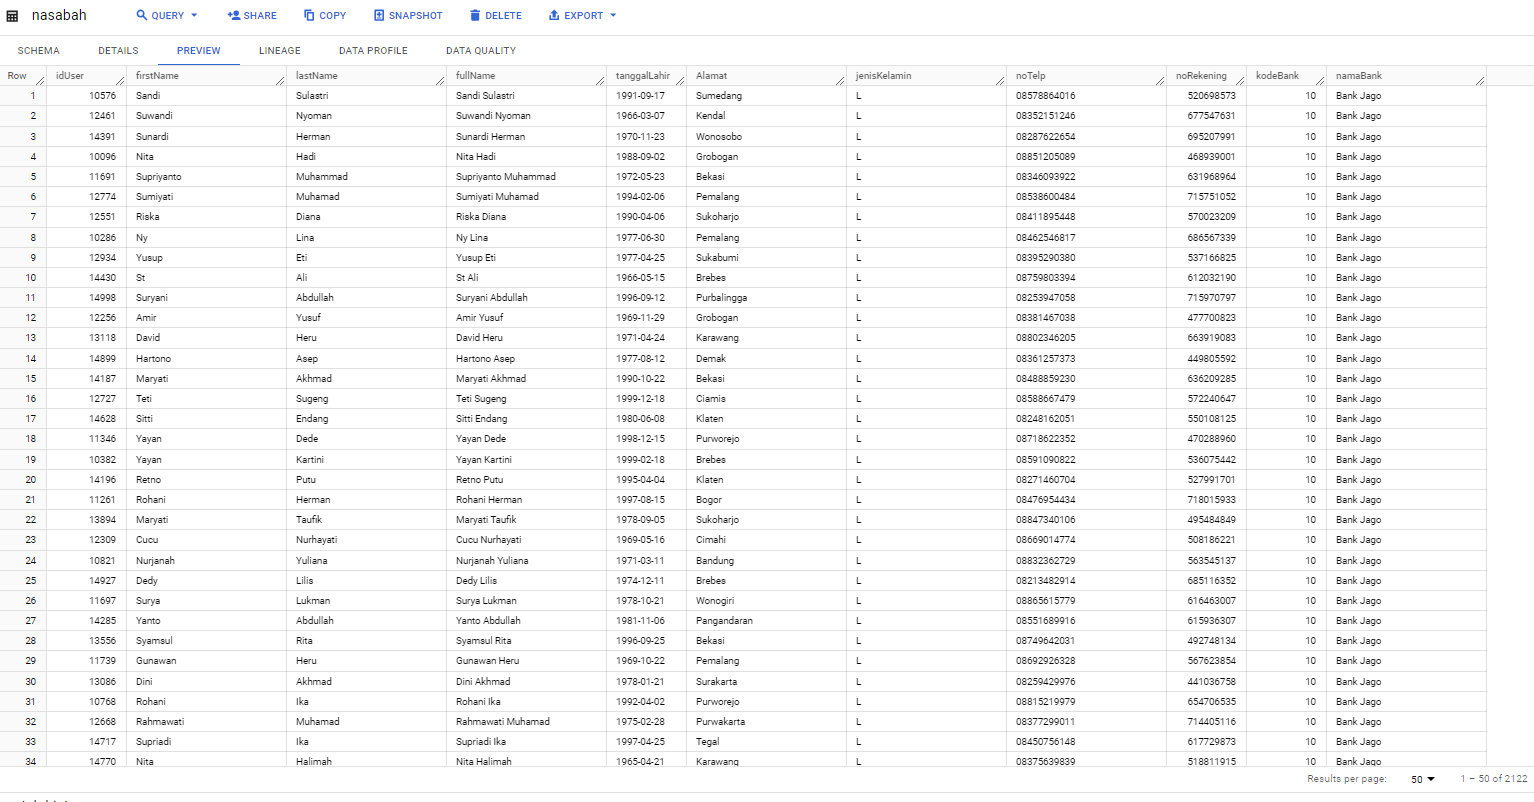 nasabah QUERY SHARE COPY SNAPSHOT DELETE EXPORT
SCHEMA DETAILS PREVIEW LINEAGE DATA PROFILE DATA QUALITY
Row idUser firstName lastName fullName tanggalLahir Alamat jenisKelamin noTelp noRekening kodeBank namaBank
1 10576 Sandi Sulastri Sandi Sulastri 1991-09-17 Sumedang L 08578864016 520698573 10 Bank Jago
2 12461 Suwandi Nyoman Suwandi Nyoman 1966-03-07 Kendal L 08352151246 677547631 10 Bank Jago
3 14391 Sunardi Herman Sunardi Herman 1970-11-23 Wonosobo L 08287622654 695207991 10 Bank Jago
4 10096 Nita Hadi Nita Hadi 1988-09-02 Grobogan L 08851205089 468939001 10 Bank Jago
5 11691 Supriyanto Muhammad Supriyanto Muhammad 1972-05-23 Bekasi L 08346093922 631968964 10 Bank Jago
6 12774 Sumiyati Muhamad Sumiyati Muhamad 1994-02-06 Pemalang L 08538600484 715751052 10 Bank Jago
7 12551 Riska Diana Riska Diana 1990-04-06 Sukoharjo L 08411895448 570023209 10 Bank Jago
8 10286 Ny Lina Ny Lina 1977-06-30 Pemalang L 08462546817 686567339 10 Bank Jago
9 12934 Yusup Eti Yusup Eti 1977-04-25 Sukabumi L 08395290380 537166825 10 Bank Jago
10 14430 St Ali St Ali 1966-05-15 Brebes L 08759803394 612032190 10 Bank Jago
11 14998 Suryani Abdullah Suryani Abdullah 1996-09-12 Purbalingga L 08253947058 715970797 10 Bank Jago
12 12256 Amir Yusuf Amir Yusuf 1969-11-29 Grobogan L 08381467038 477700823 10 Bank Jago
13 13118 David Heru David Heru 1971-04-24 Karawang L 08802346205 663919083 10 Bank Jago
14 14899 Hartono Asep Hartono Asep 1977-08-12 Demak L 08361257373 449805592 10 Bank Jago
15 14187 Maryati Akhmad Maryati Akhmad 1990-10-22 Bekasi L 08488859230 636209285 10 Bank Jago
16 12727 Teti Sugeng Teti Sugeng 1999-12-18 Ciamis L 08588667479 572240647 10 Bank Jago
17 14628 Sitti Endang Sitti Endang 1980-06-08 Klaten L 08248162051 550108125 10 Bank Jago
18 11346 Yayan Dede Yayan Dede 1998-12-15 Purworejo L 08718622352 470288960 10 Bank Jago
19 10382 Yayan Kartini Yayan Kartini 1999-02-18 Brebes L 08591090822 536075442 10 Bank Jago
20 14196 Retno Putu Retno Putu 1995-04-04 Klaten L 08271460704 527991701 10 Bank Jago
21 11261 Rohani Herman Rohani Herman 1997-08-15 Bogor L 08476954434 718015933 10 Bank Jago
22 13894 Maryati Taufik Maryati Taufik 1978-09-05 Sukoharjo L 08847340106 495484849 10 Bank Jago
23 12309 Cucu Nurhayati Cucu Nurhayati 1969-05-16 Cimahi L 08669014774 508186221 10 Bank Jago
24 10821 Nurjanah Yuliana Nurjanah Yuliana 1971-03-11 Bandung L 08832362729 563545137 10 Bank Jago
25 14927 Dedy Lilis Dedy Lilis 1974-12-11 Brebes L 08213482914 685116352 10 Bank Jago
26 11697 Surya Lukman Surya Lukman 1978-10-21 Wonogiri L 08865615779 616463007 10 Bank Jago
27 14285 Yanto Abdullah Yanto Abdullah 1981-11-06 Pangandaran L 08551689916 615936307 10 Bank Jago
28 13556 Syamsul Rita Syamsul Rita 1996-09-25 Bekasi L 08749642031 492748134 10 Bank Jago
29 11739 Gunawan Heru Gunawan Heru 1969-10-22 Pemalang L 08692926328 567623854 10 Bank Jago
30 13086 Dini Akhmad Dini Akhmad 1978-01-21 Surakarta L 08259429976 441036758 10 Bank Jago
31 10768 Rohani Ika Rohani Ika 1992-04-02 Purworejo L 08815219979 654706535 10 Bank Jago
32 12668 Rahmawati Muhamad Rahmawati Muhamad 1975-02-28 Purwakarta L 08377299011 714405116 10 Bank Jago
33 14717 Supriadi Ika Supriadi Ika 1997-04-25 Tegal L 08450756148 617729873 10 Bank Jago
34 14770 Nita Halimah Nita Halimah 1965-04-21 Karawang L 08375639839 518811915 10 Bank Jago
Results per page: 50 1 – 50 of 2122